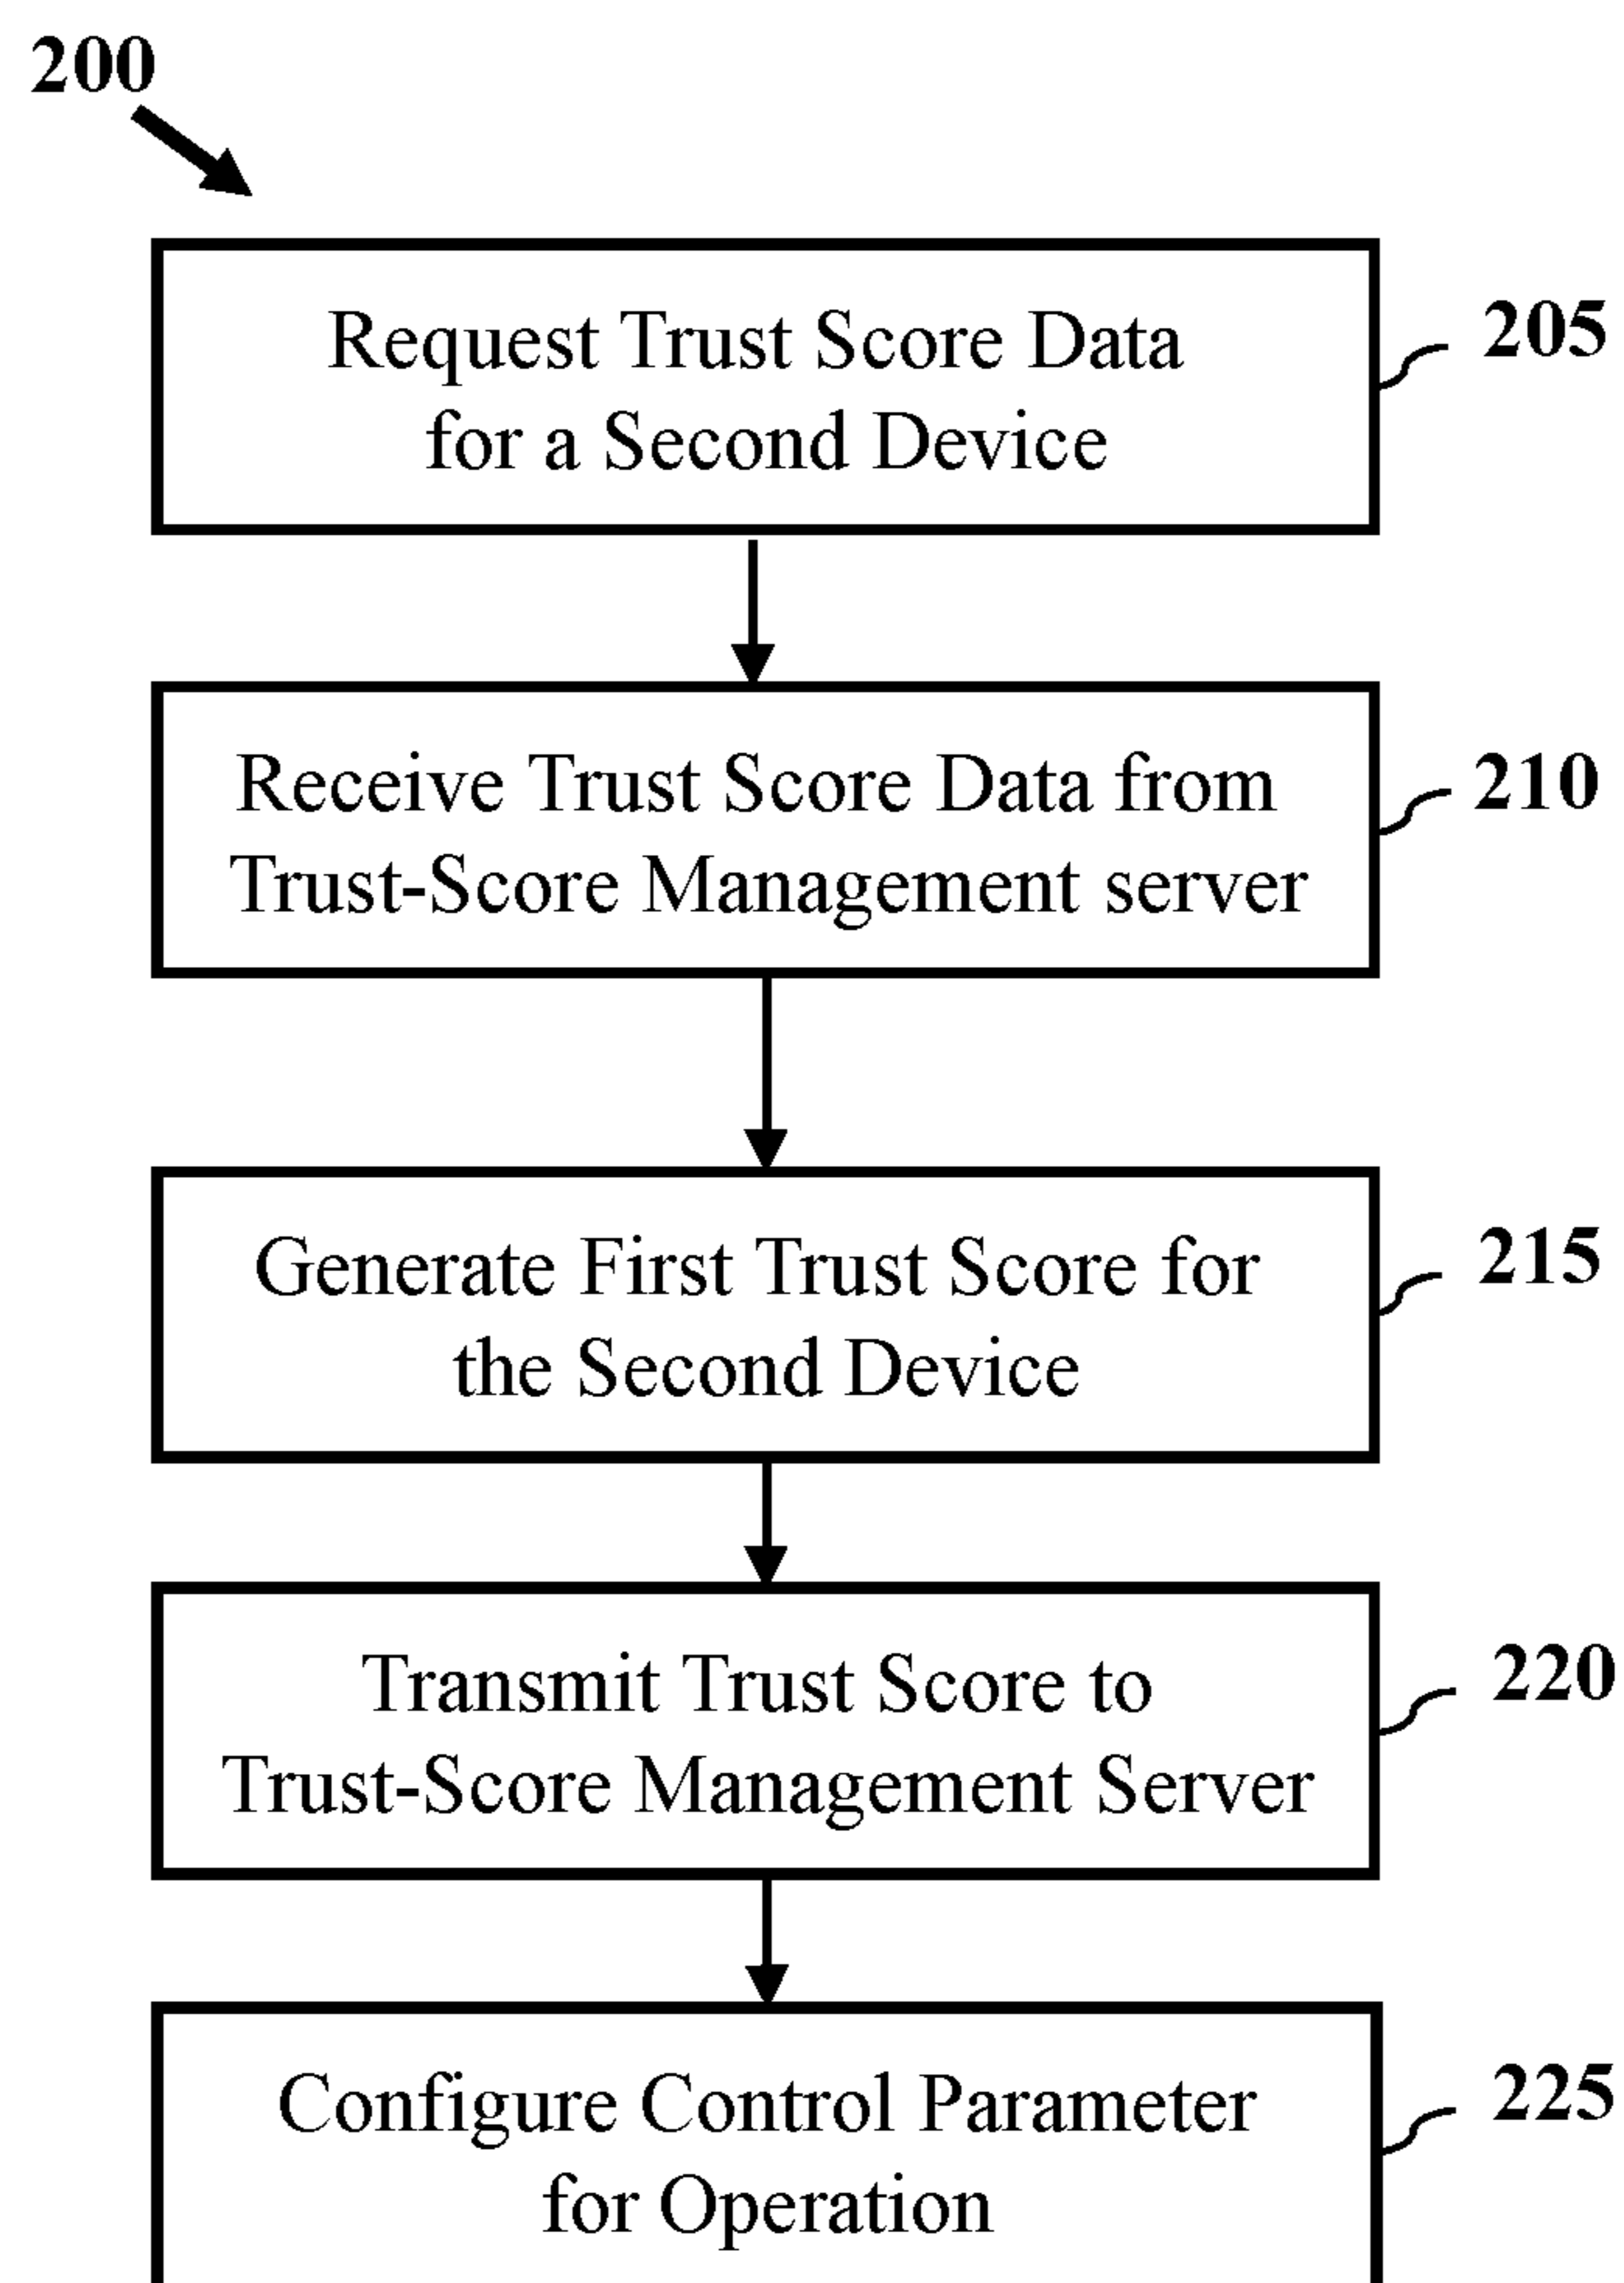 200
Request Trust Score Data
for a Second Device
205
Receive Trust Score Data from
Trust-Score Management server
210
Generate First Trust Score for
the Second Device
215
Transmit Trust Score to
Trust-Score Management Server
220
Configure Control Parameter
for Operation
225